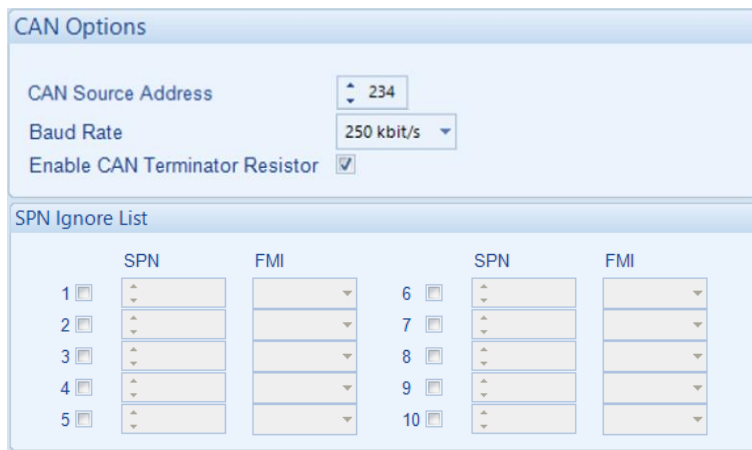 CAN Options
CAN Source Address 234
Baud Rate 250 kbit/s
Enable CAN Terminator Resistor
SPN Ignore List
SPN FMI SPN FMI
1 6
2 7
3 8
4 9
5 10